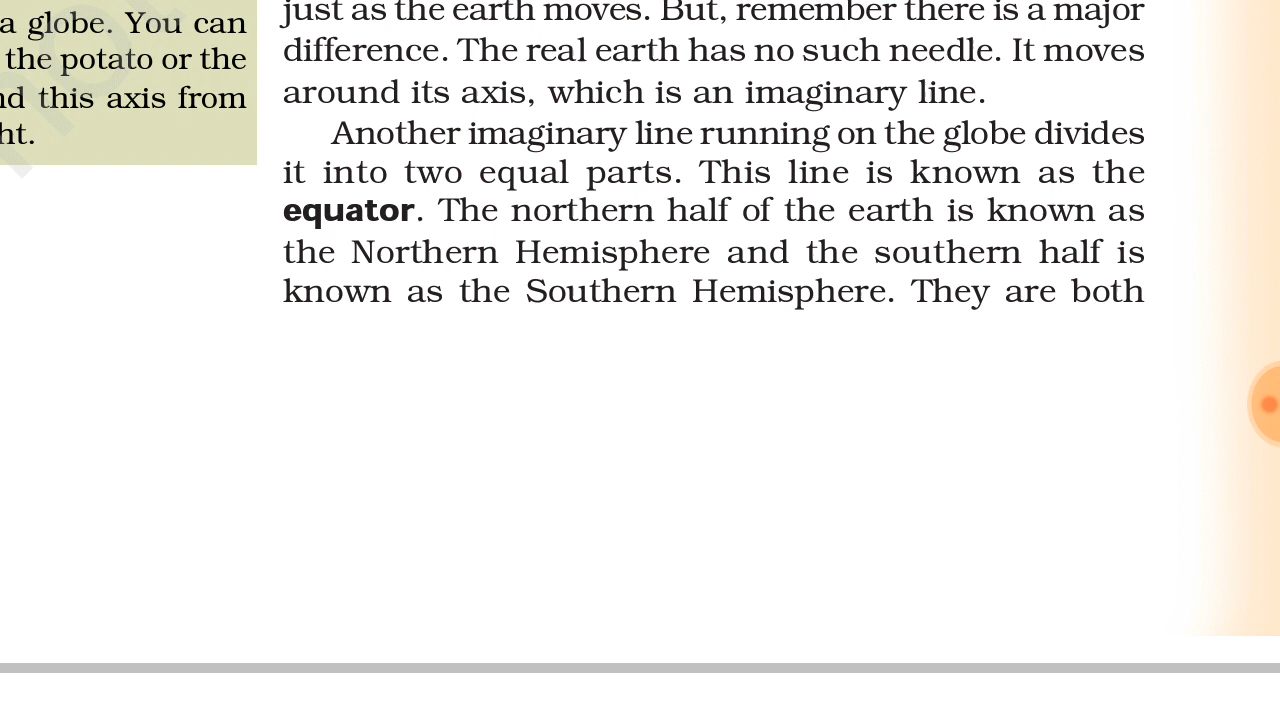 a globe. You can
the potato or the
this axis from
just as the earth moves. But, remember there is a major
difference. The real earth has no such needle. It moves
around its axis, which is an imaginary line.
Another imaginary line running on the globe divides
it into two equal parts. This line is known as the
equator. The northern half of the earth is known as
the Northern Hemisphere and the southern half is
known as the Southern Hemisphere. They are both